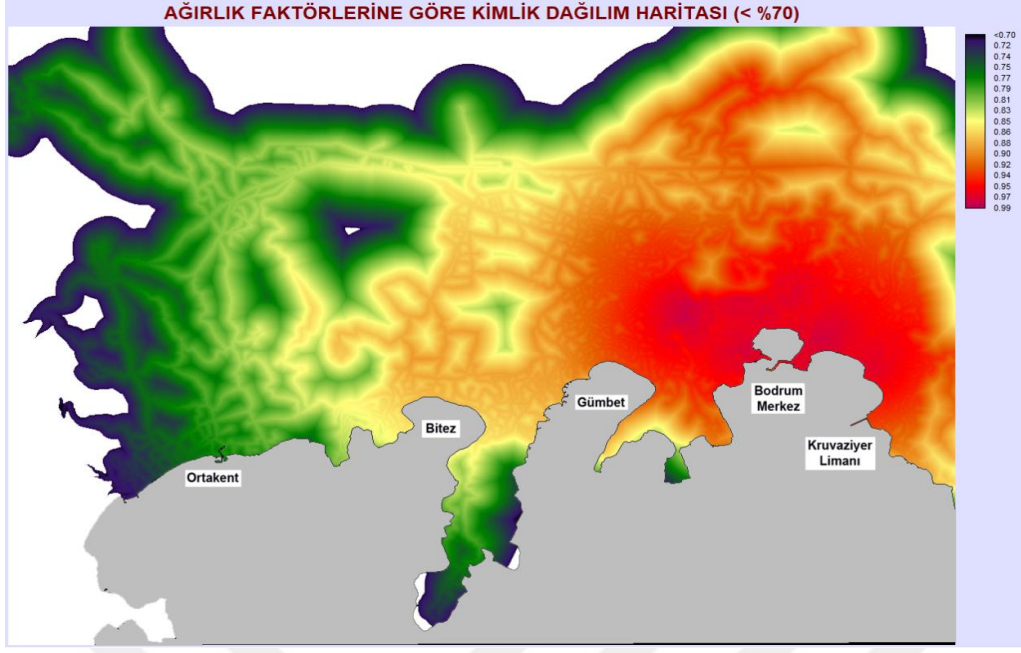 AĞIRLIK FAKTÖRLERİNE GÖRE KİMLİK DAĞILIM HARİTASI (< %70)
<0.70
0.72
0.74
0.75
0.77
0.79
0.81
0.83
0.85
0.86
0.88
0.90
0.92
0.94
0.95
0.97
0.99
Bodrum
Merkez
Gümbet
Bitez
Kruvaziyer
Limanı
Ortakent